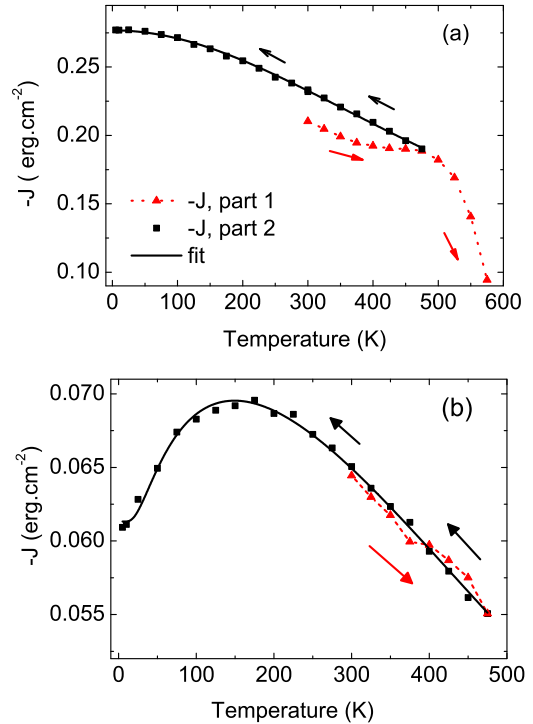 (a)
0.25
0.20
0.15
0.10
-J ( erg.cm-2)
-J, part 1
-J, part 2
fit
0 100 200 300 400 500 600
Temperature (K)
(b)
0.070
0.065
0.060
0.055
-J (erg.cm-2)
0 100 200 300 400 500
Temperature (K)